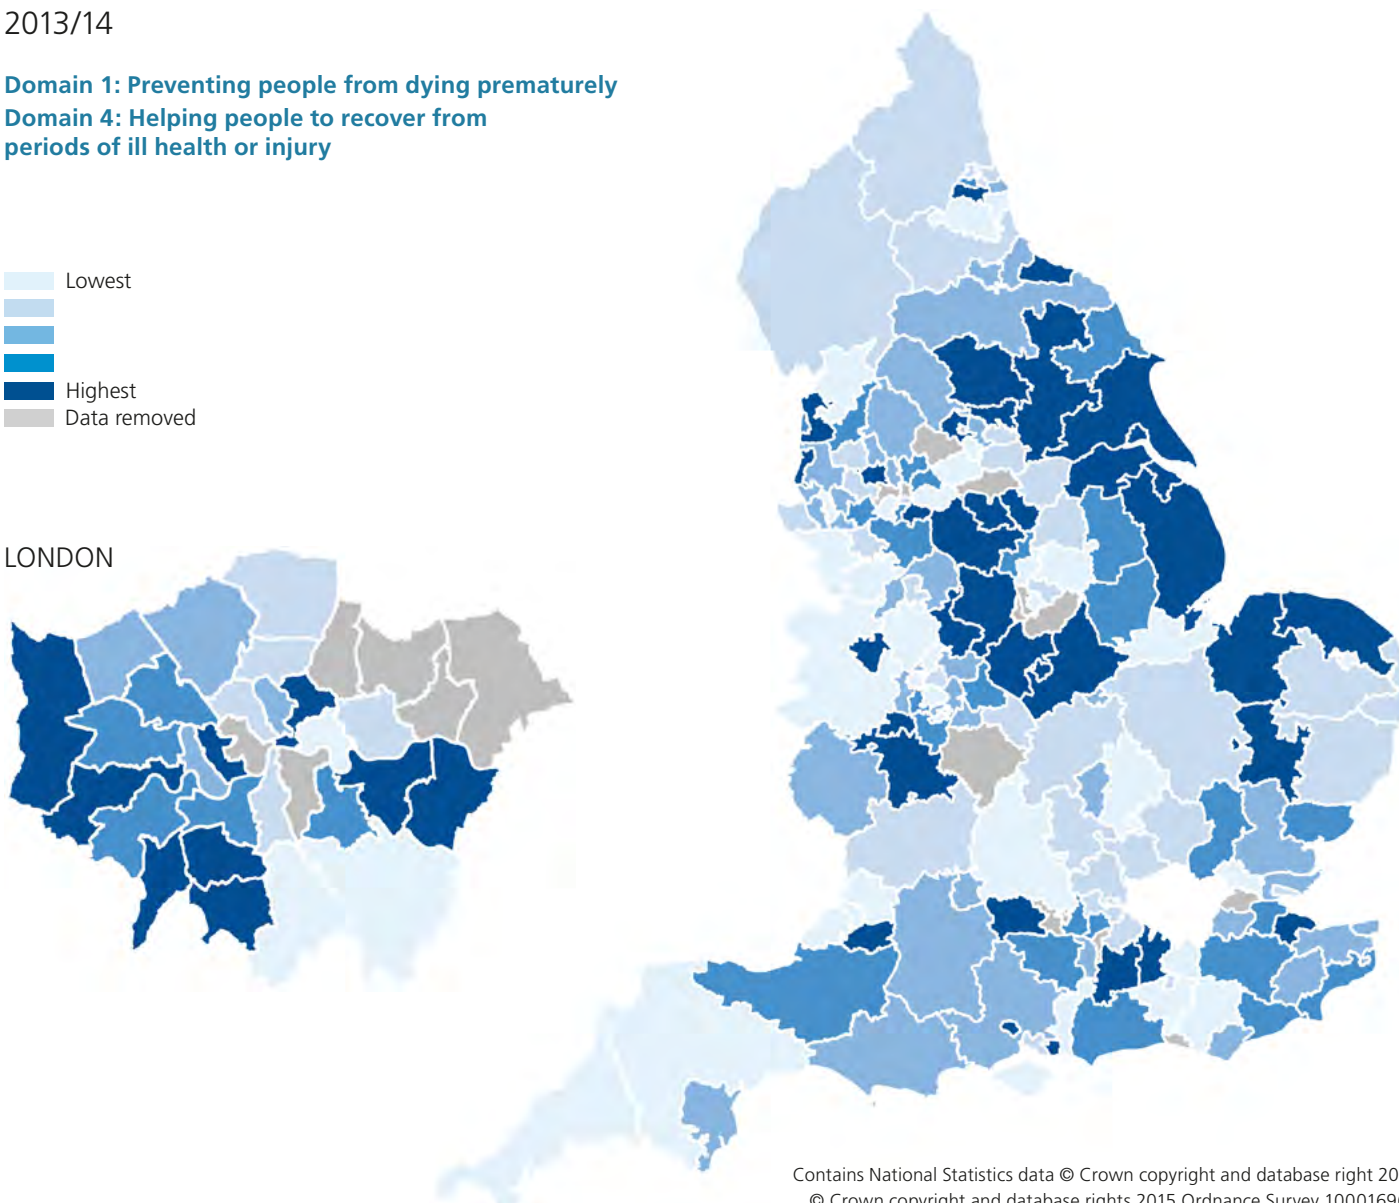 2013/14
Domain 1: Preventing people from dying prematurely
Domain 4: Helping people to recover from
periods of ill health or injury
Lowest
Highest
Data removed
LONDON
Contains National Statistics data © Crown copyright and database right 20
© Crown copyright and database rights 2015 Ordnance Survey 1000169